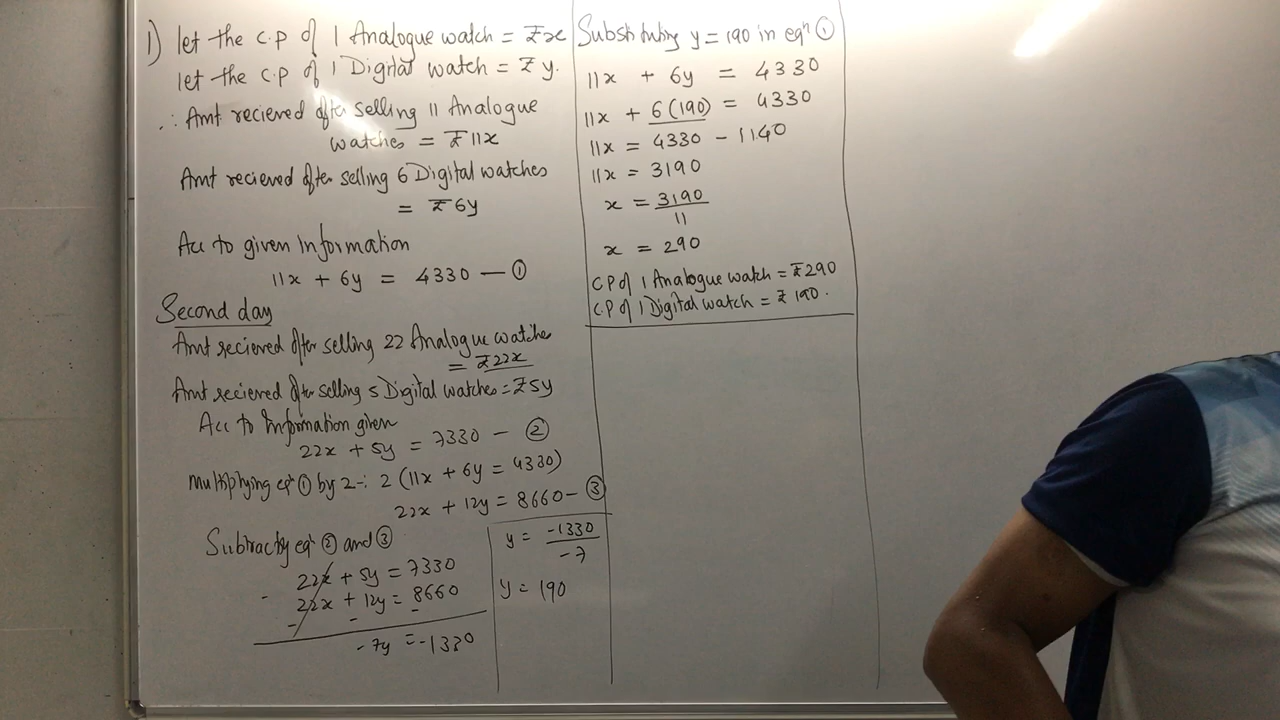 1) let the C.P of 1 Analogue watch = ₹x
let the C.P of 1 Digital watch = ₹ y.
∴ Amt recieved after selling 11 Analogue
watches = ₹11x
Amt recieved after selling 6 Digital watches
= ₹6y
Acc to given Information
11x + 6y = 4330 — ①
Second day
Amt recieved after selling 22 Analogue watches
= ₹22x
Amt recieved after selling 5 Digital watches = ₹5y
Acc to Information given
22x + 5y = 7330 — ②
Multiplying eqⁿ ① by 2 -: 2 (11x + 6y = 4330)
22x + 12y = 8660 — ③
Subtractg eqⁿ ② and ③
22x + 5y = 7330
- 22x + 12y = 8660
- - -
- 7y = -1330
y = -1330
-7
y = 190
Substituting y = 190 in eqⁿ ①
11x + 6y = 4330
11x + 6(190) = 4330
11x = 4330 - 1140
11x = 3190
x = 3190
11
x = 290
CP of 1 Analogue watch = ₹290
CP of 1 Digital watch = ₹ 190.